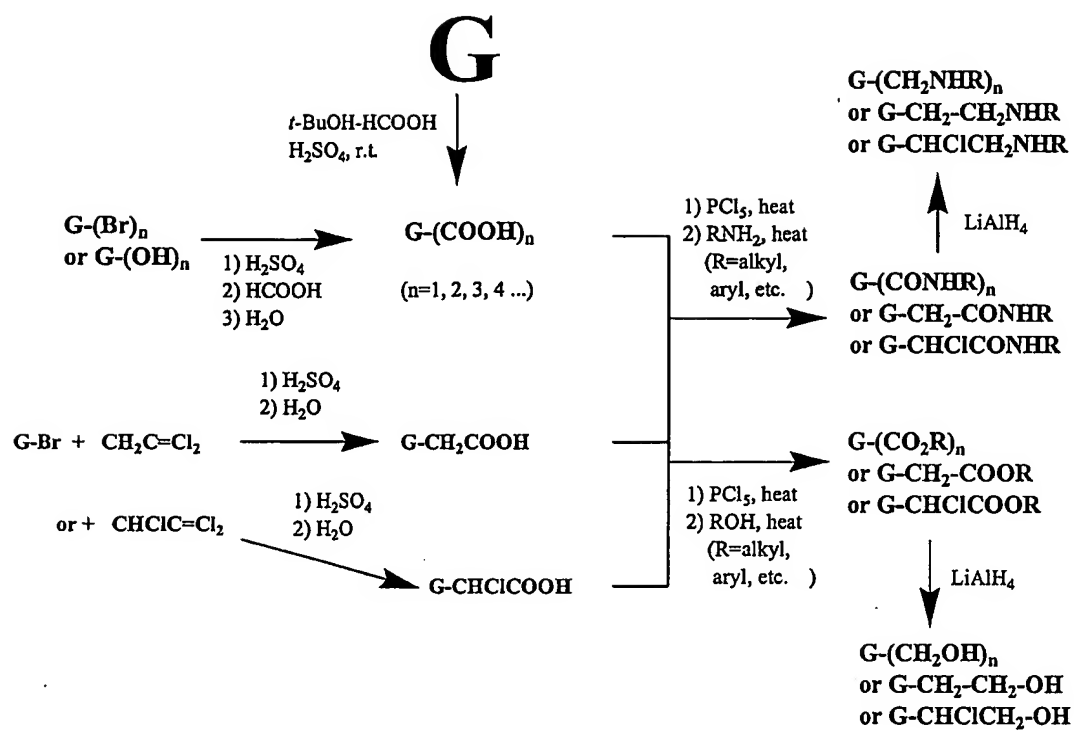 G
t-BuOH-HCOOH
H₂SO₄, r.t.
G-(Br)ₙ
or G-(OH)ₙ
1) H₂SO₄
2) HCOOH
3) H₂O
G-(COOH)ₙ
(n=1, 2, 3, 4 ...)
G-Br + CH₂C=Cl₂
1) H₂SO₄
2) H₂O
G-CH₂COOH
or + CHClC=Cl₂
1) H₂SO₄
2) H₂O
G-CHClCOOH
1) PCl₅, heat
2) RNH₂, heat
(R=alkyl,
aryl, etc. )
G-(CH₂NHR)ₙ
or G-CH₂-CH₂NHR
or G-CHClCH₂NHR
LiAlH₄
G-(CONHR)ₙ
or G-CH₂-CONHR
or G-CHClCONHR
1) PCl₅, heat
2) ROH, heat
(R=alkyl,
aryl, etc. )
G-(CO₂R)ₙ
or G-CH₂-COOR
or G-CHClCOOR
LiAlH₄
G-(CH₂OH)ₙ
or G-CH₂-CH₂-OH
or G-CHClCH₂-OH